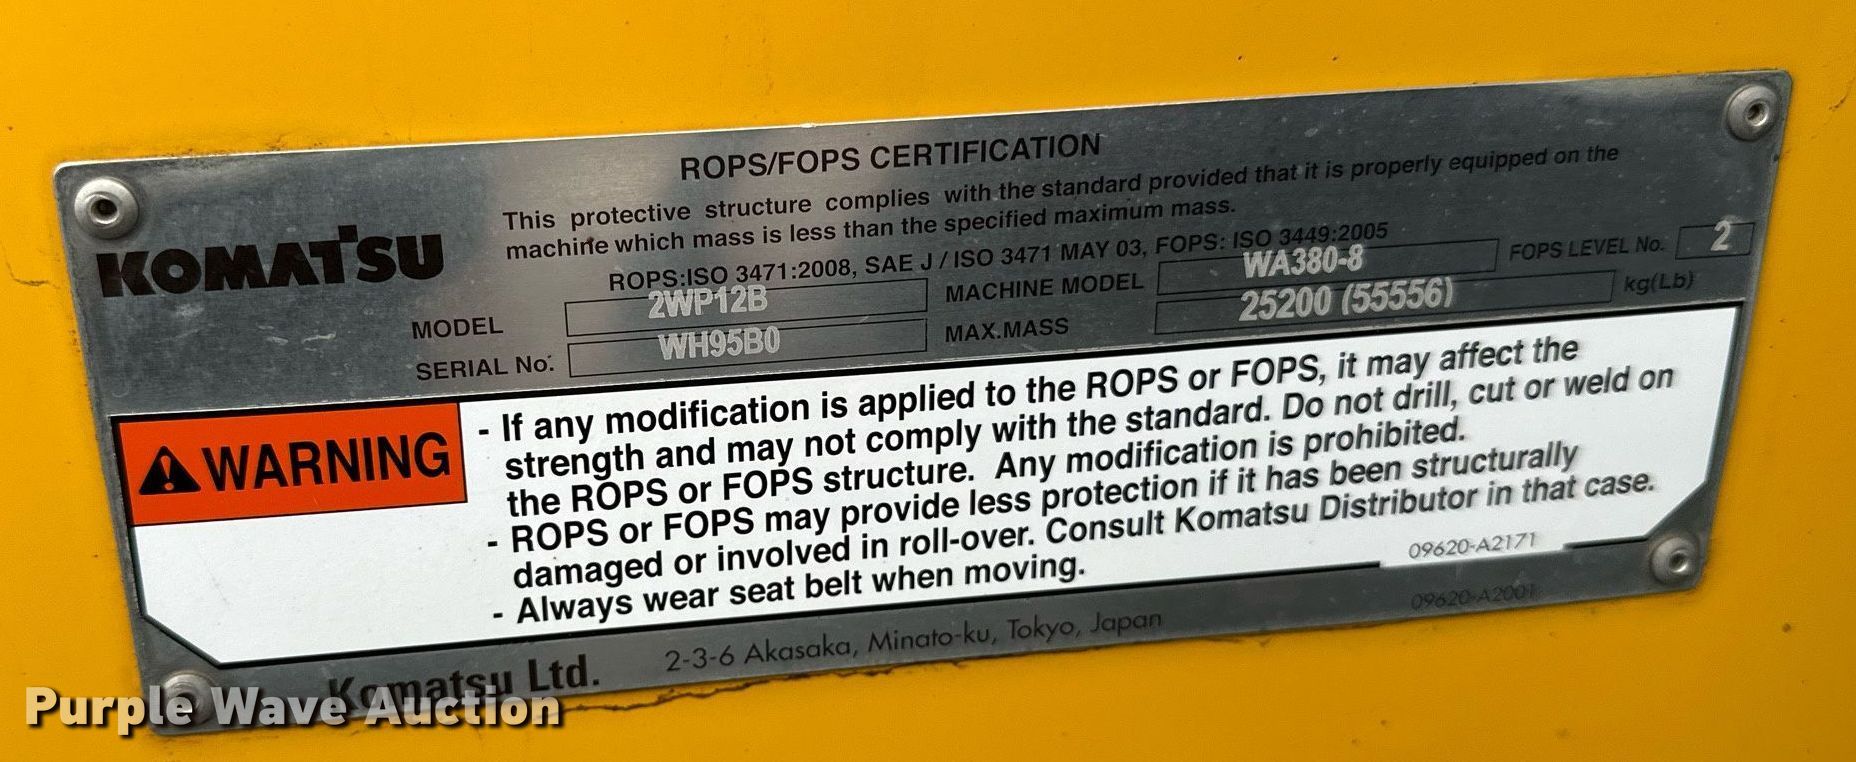 ROPS/FOPS CERTIFICATION
KOMATSU
This protective structure complies with the standard provided that it is properly equipped on the
machine which mass is less than the specified maximum mass.
ROPS:ISO 3471:2008, SAE J / ISO 3471 MAY 03, FOPS: ISO 3449:2005
MODEL 2WP12B MACHINE MODEL WA380-8 FOPS LEVEL No. 2
SERIAL No. WH95B0 MAX.MASS 25200 (55556) kg(Lb)
WARNING
- If any modification is applied to the ROPS or FOPS, it may affect the
strength and may not comply with the standard. Do not drill, cut or weld on
the ROPS or FOPS structure. Any modification is prohibited.
- ROPS or FOPS may provide less protection if it has been structurally
damaged or involved in roll-over. Consult Komatsu Distributor in that case.
- Always wear seat belt when moving.
09620-A2171
09620-A2001
Komatsu Ltd. 2-3-6 Akasaka, Minato-ku, Tokyo, Japan
Purple Wave Auction